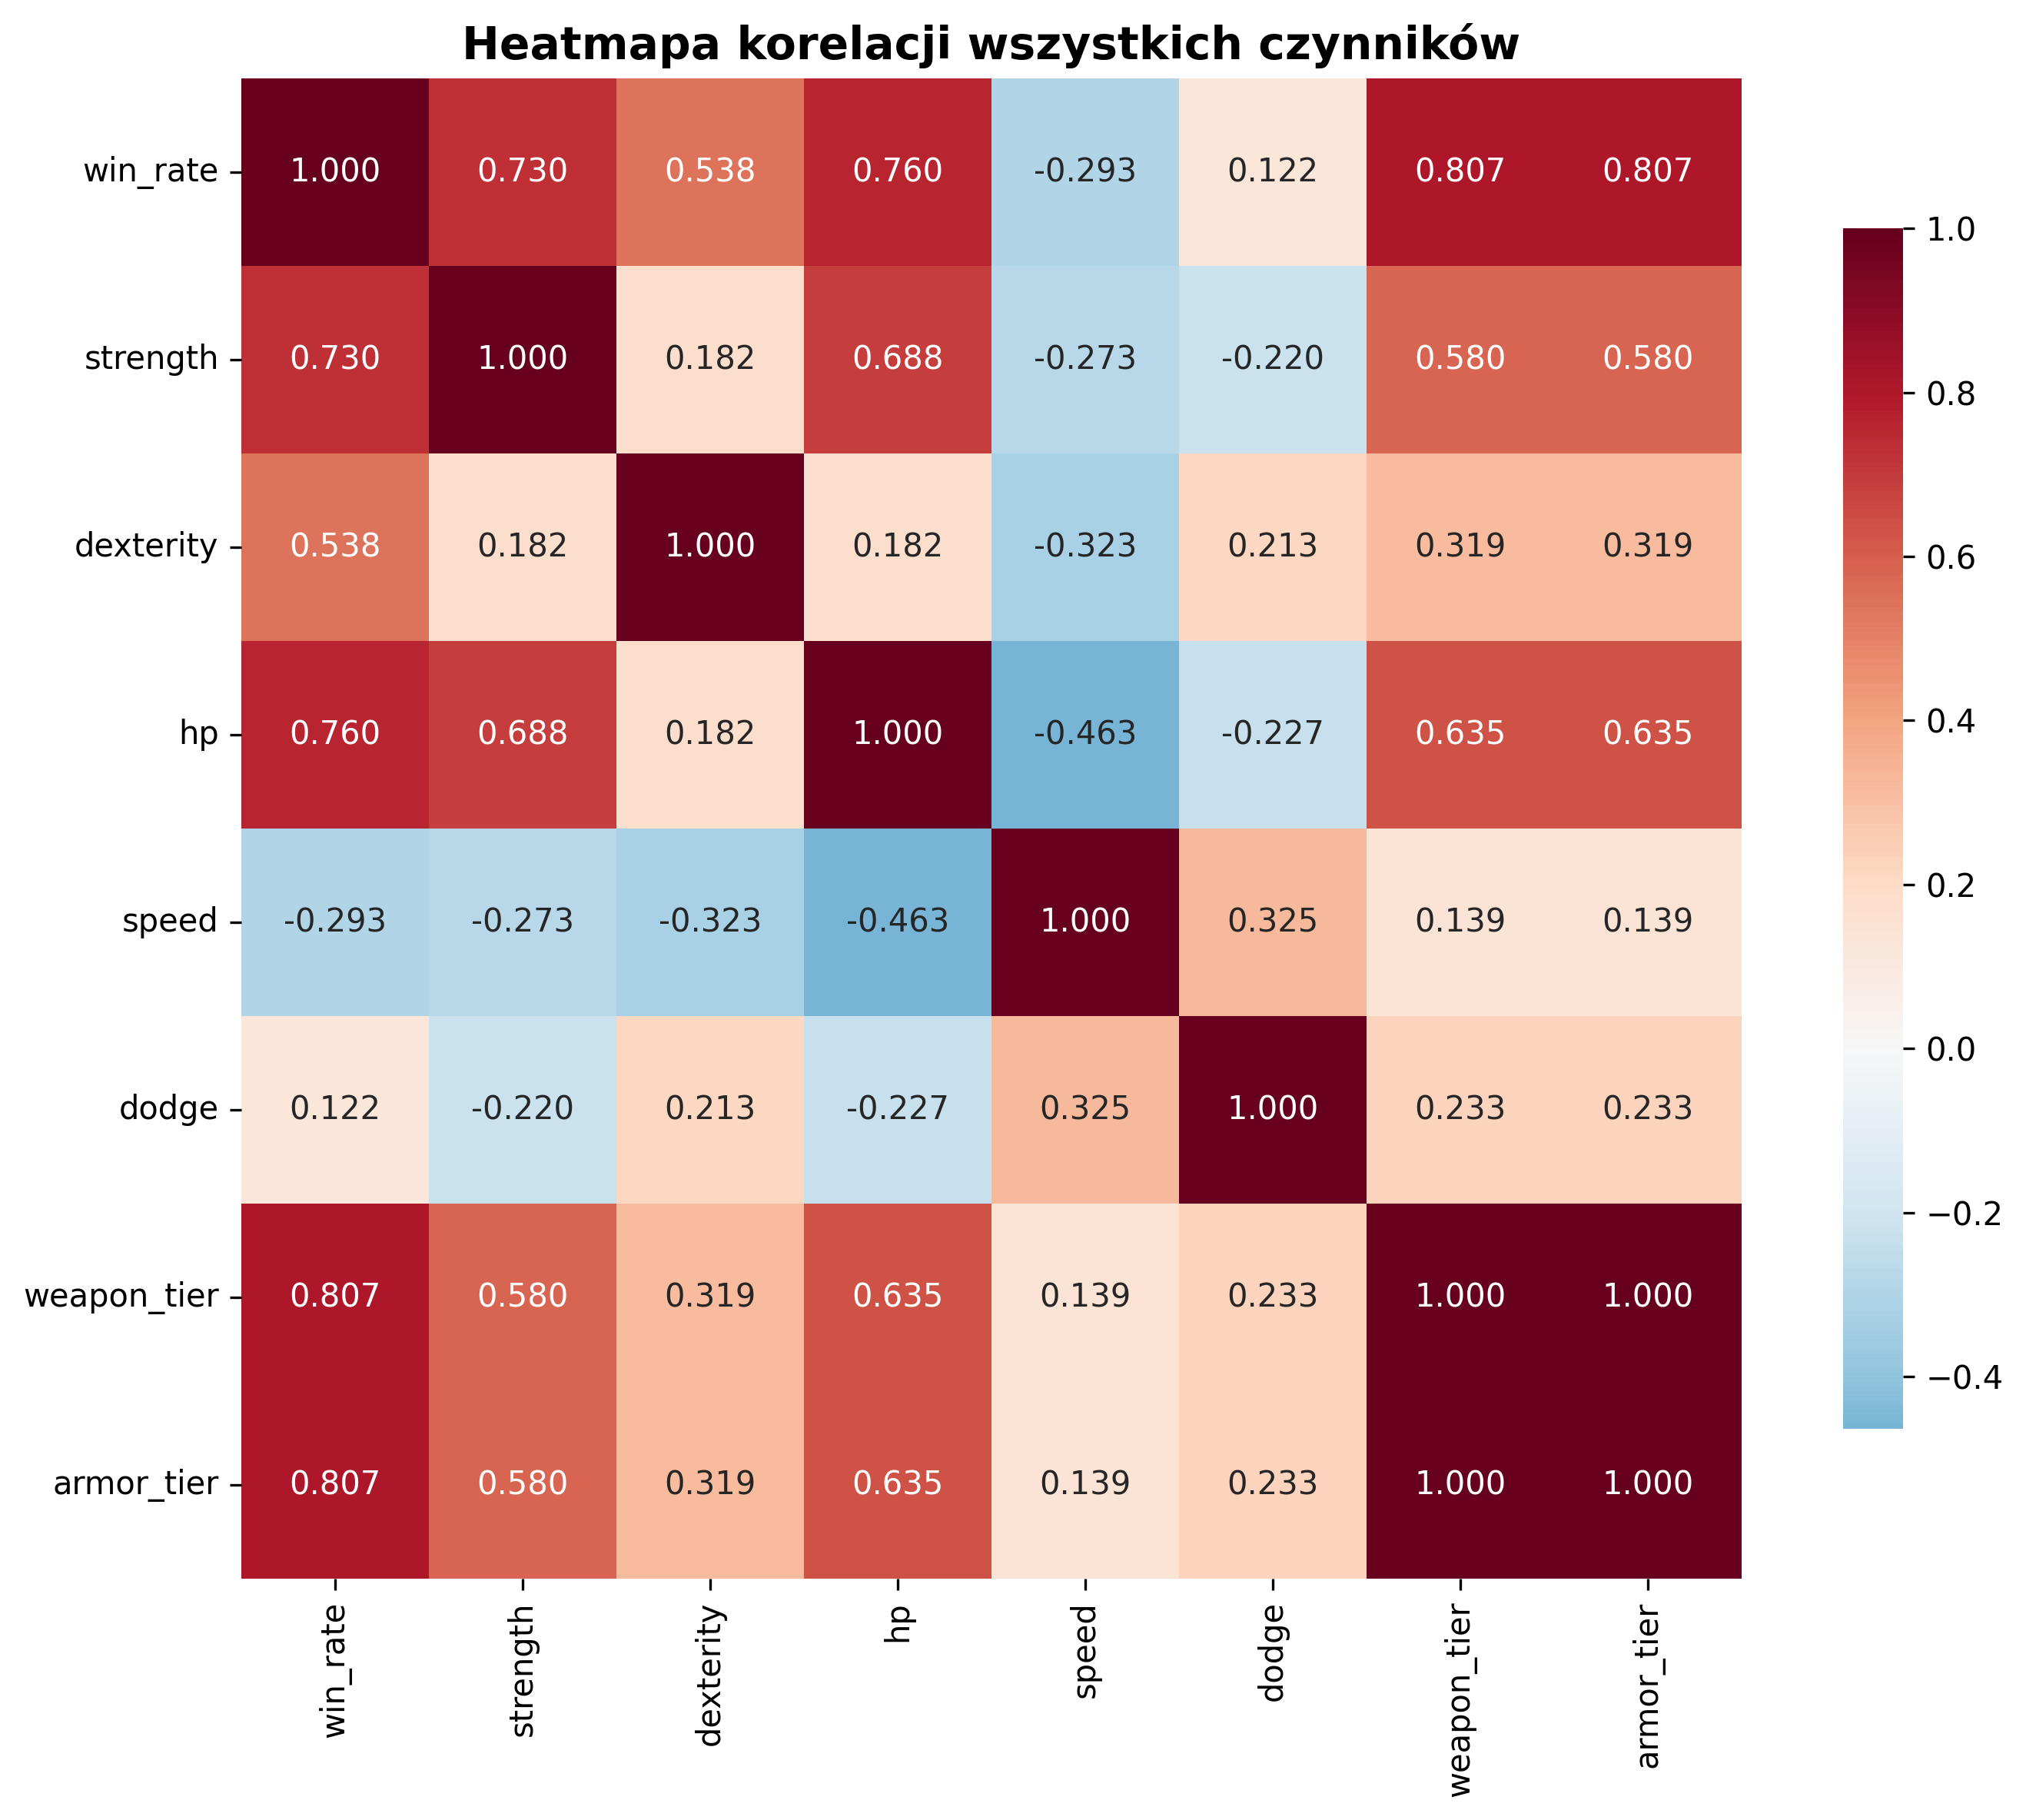 Heatmapa korelacji wszystkich czynników
win_rate 1.000 0.730 0.538 0.760 -0.293 0.122 0.807 0.807
strength 0.730 1.000 0.182 0.688 -0.273 -0.220 0.580 0.580
dexterity 0.538 0.182 1.000 0.182 -0.323 0.213 0.319 0.319
hp 0.760 0.688 0.182 1.000 -0.463 -0.227 0.635 0.635
speed -0.293 -0.273 -0.323 -0.463 1.000 0.325 0.139 0.139
dodge 0.122 -0.220 0.213 -0.227 0.325 1.000 0.233 0.233
weapon_tier 0.807 0.580 0.319 0.635 0.139 0.233 1.000 1.000
armor_tier 0.807 0.580 0.319 0.635 0.139 0.233 1.000 1.000
win_rate
strength
dexterity
hp
speed
dodge
weapon_tier
armor_tier
1.0
0.8
0.6
0.4
0.2
0.0
−0.2
−0.4